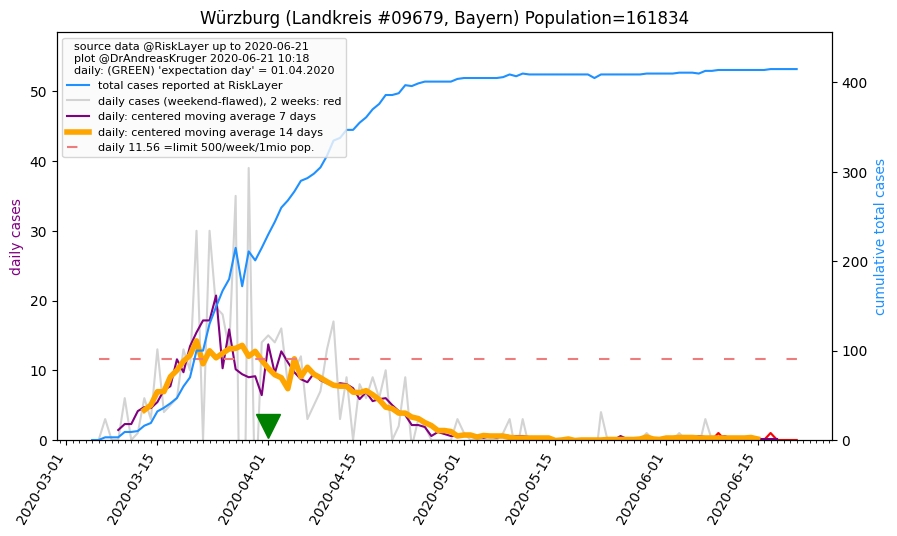 Würzburg (Landkreis #09679, Bayern) Population=161834
source data @RiskLayer up to 2020-06-21
plot @DrAndreasKruger 2020-06-21 10:18
daily: (GREEN) 'expectation day' = 01.04.2020
total cases reported at RiskLayer
daily cases (weekend-flawed), 2 weeks: red
daily: centered moving average 7 days
daily: centered moving average 14 days
daily 11.56 =limit 500/week/1mio pop.
daily cases
50
40
30
20
10
0
cumulative total cases
400
300
200
100
0
2020-03-01
2020-03-15
2020-04-01
2020-04-15
2020-05-01
2020-05-15
2020-06-01
2020-06-15